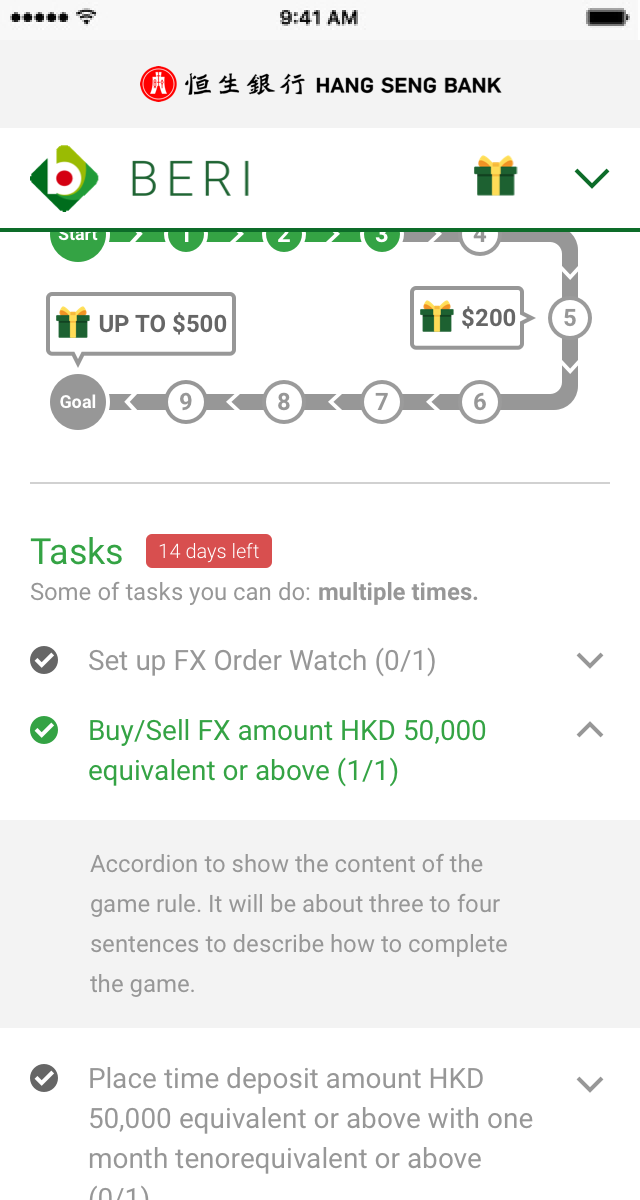 9:41 AM
恒生銀行 HANG SENG BANK
BERI
Start 1 2 3 4
UP TO $500
$200
5
Goal 9 8 7 6
Tasks 14 days left
Some of tasks you can do: multiple times.
Set up FX Order Watch (0/1)
Buy/Sell FX amount HKD 50,000
equivalent or above (1/1)
Accordion to show the content of the
game rule. It will be about three to four
sentences to describe how to complete
the game.
Place time deposit amount HKD
50,000 equivalent or above with one
month tenorequivalent or above
(0/1)